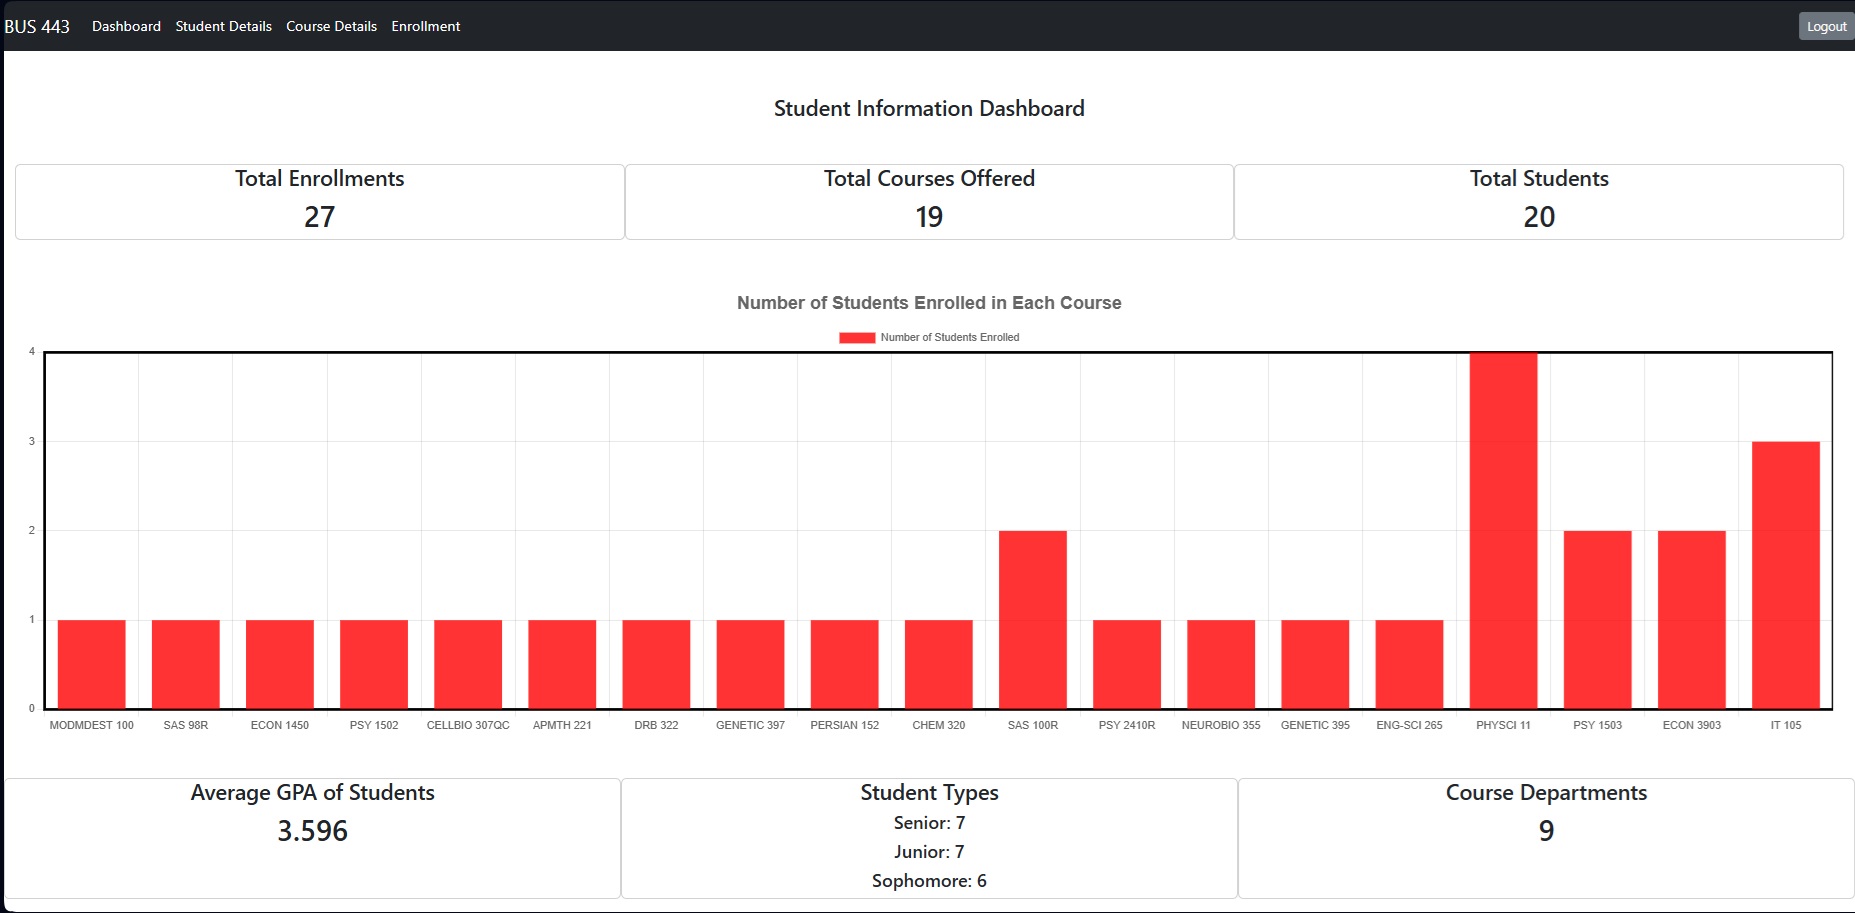 BUS 443 Dashboard Student Details Course Details Enrollment Logout
Student Information Dashboard
Total Enrollments
27
Total Courses Offered
19
Total Students
20
Number of Students Enrolled in Each Course
Number of Students Enrolled
4
3
2
1
0
MODMDEST 100 SAS 98R ECON 1450 PSY 1502 CELLBIO 307QC APMTH 221 DRB 322 GENETIC 397 PERSIAN 152 CHEM 320 SAS 100R PSY 2410R NEUROBIO 355 GENETIC 395 ENG-SCI 265 PHYSCI 11 PSY 1503 ECON 3903 IT 105
Average GPA of Students
3.596
Student Types
Senior: 7
Junior: 7
Sophomore: 6
Course Departments
9